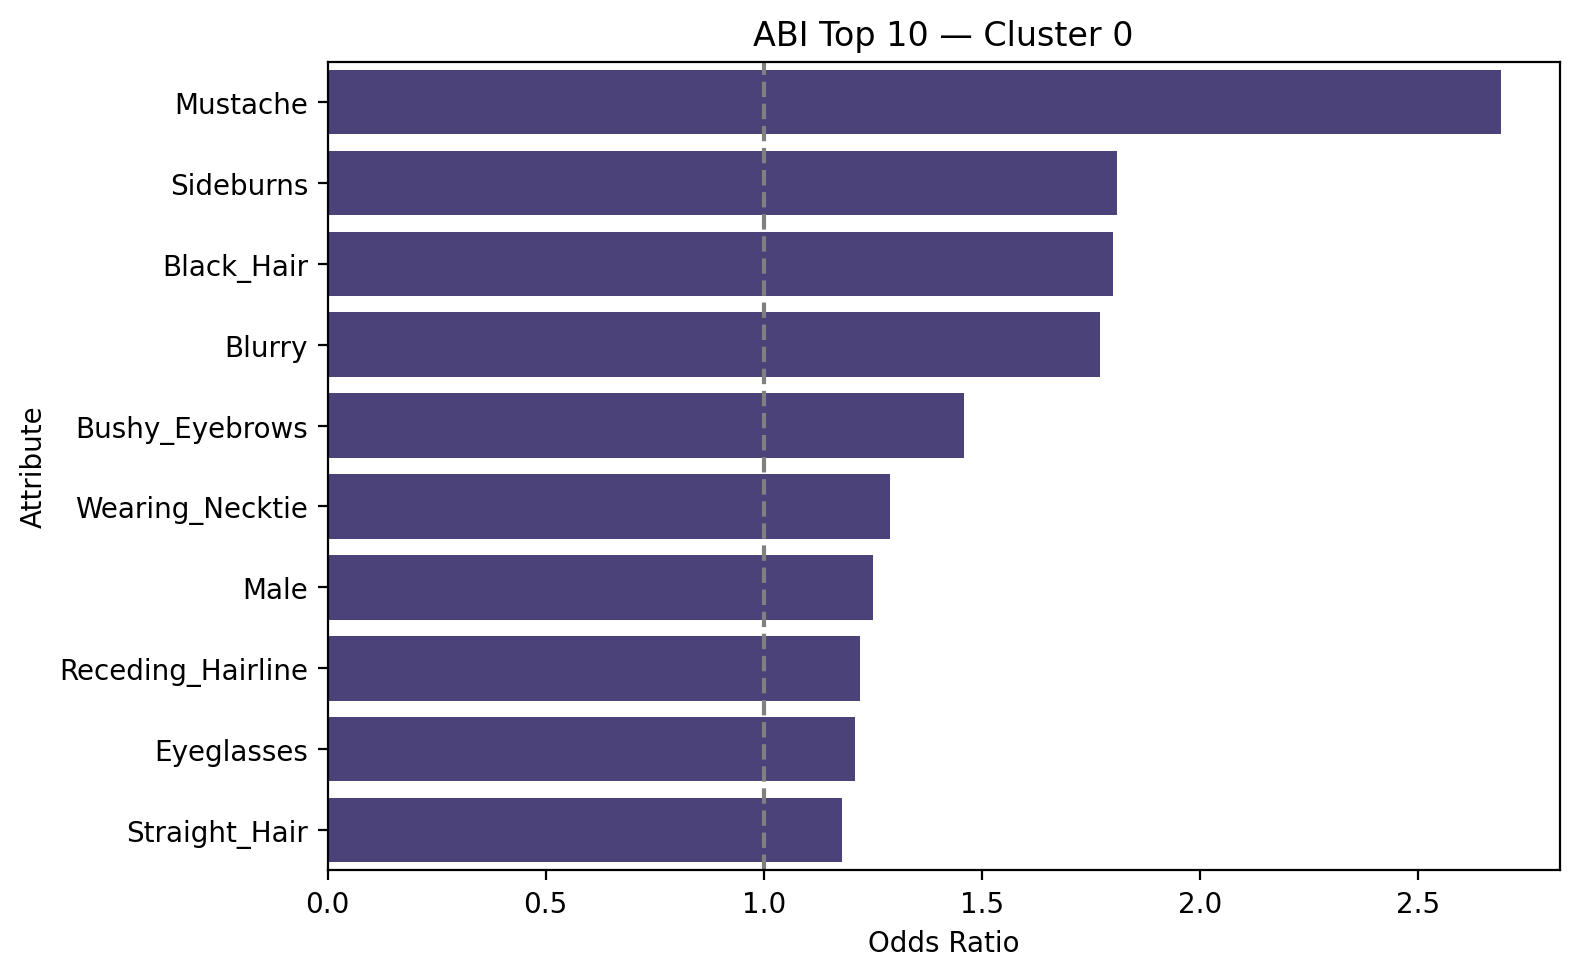 ABI Top 10 — Cluster 0
Attribute
Mustache
Sideburns
Black_Hair
Blurry
Bushy_Eyebrows
Wearing_Necktie
Male
Receding_Hairline
Eyeglasses
Straight_Hair
0.0 0.5 1.0 1.5 2.0 2.5
Odds Ratio